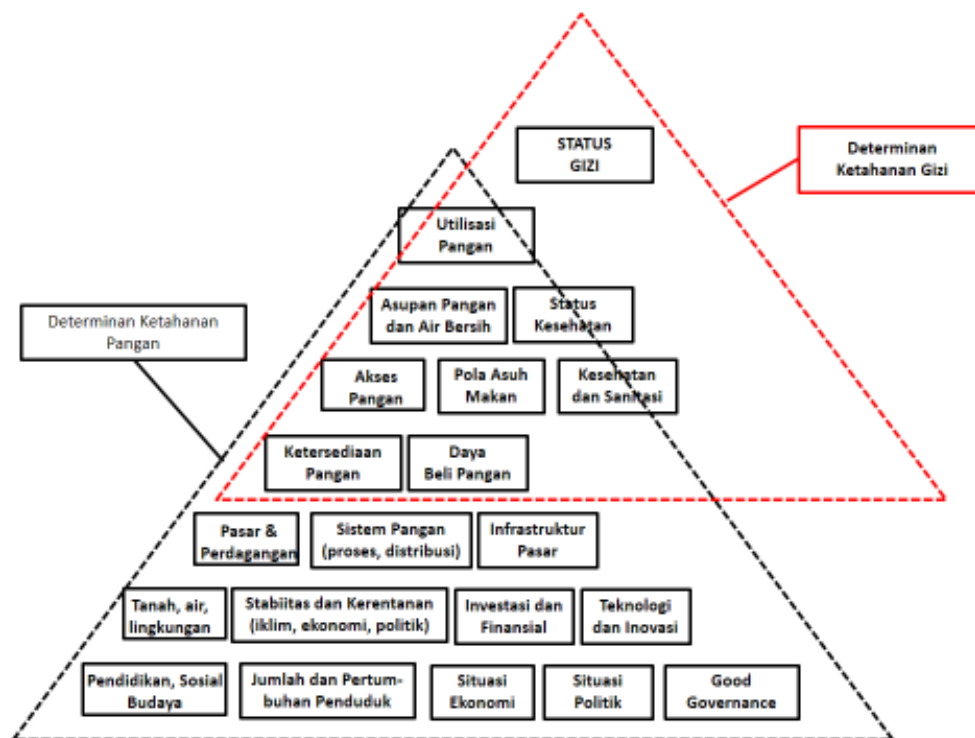 STATUS
GIZI
Determinan
Ketahanan Gizi
Utilisasi
Pangan
Determinan Ketahanan
Pangan
Asupan Pangan
dan Air Bersih
Status
Kesehatan
Akses
Pangan
Pola Asuh
Makan
Kesehatan
dan Sanitasi
Ketersediaan
Pangan
Daya
Beli Pangan
Pasar &
Perdagangan
Sistem Pangan
(proses, distribusi)
Infrastruktur
Pasar
Tanah, air,
lingkungan
Stabiitas dan Kerentanan
(iklim, ekonomi, politik)
Investasi dan
Finansial
Teknologi
dan Inovasi
Pendidikan, Sosial
Budaya
Jumlah dan Pertum-
buhan Penduduk
Situasi
Ekonomi
Situasi
Politik
Good
Governance